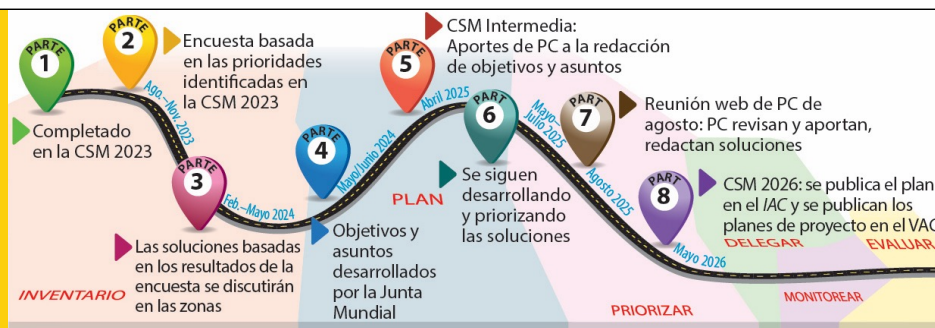 PARTE
1
Completado
en la CSM 2023
PARTE
2
Encuesta basada
en las prioridades
identificadas en
la CSM 2023
Ago.–Nov. 2023
PARTE
3
Las soluciones basadas
en los resultados de la
encuesta se discutirán
en las zonas
Feb.–Mayo 2024
INVENTARIO
PARTE
4
Objetivos y
asuntos
desarrollados
por la Junta
Mundial
Mayo/Junio 2024
PARTE
5
CSM Intermedia:
Aportes de PC a la redacción
de objetivos y asuntos
Abril 2025
PLAN
PART
6
Se siguen
desarrollando
y priorizando
las soluciones
Mayo–
Julio 2025
PART
7
Reunión web de PC de
agosto: PC revisan y aportan,
redactan soluciones
Agosto 2025
PRIORIZAR
PART
8
CSM 2026: se publica el plan
en el IAC y se publican los
planes de proyecto en el VAC
Mayo 2026
DELEGAR
MONITOREAR
EVALUAR